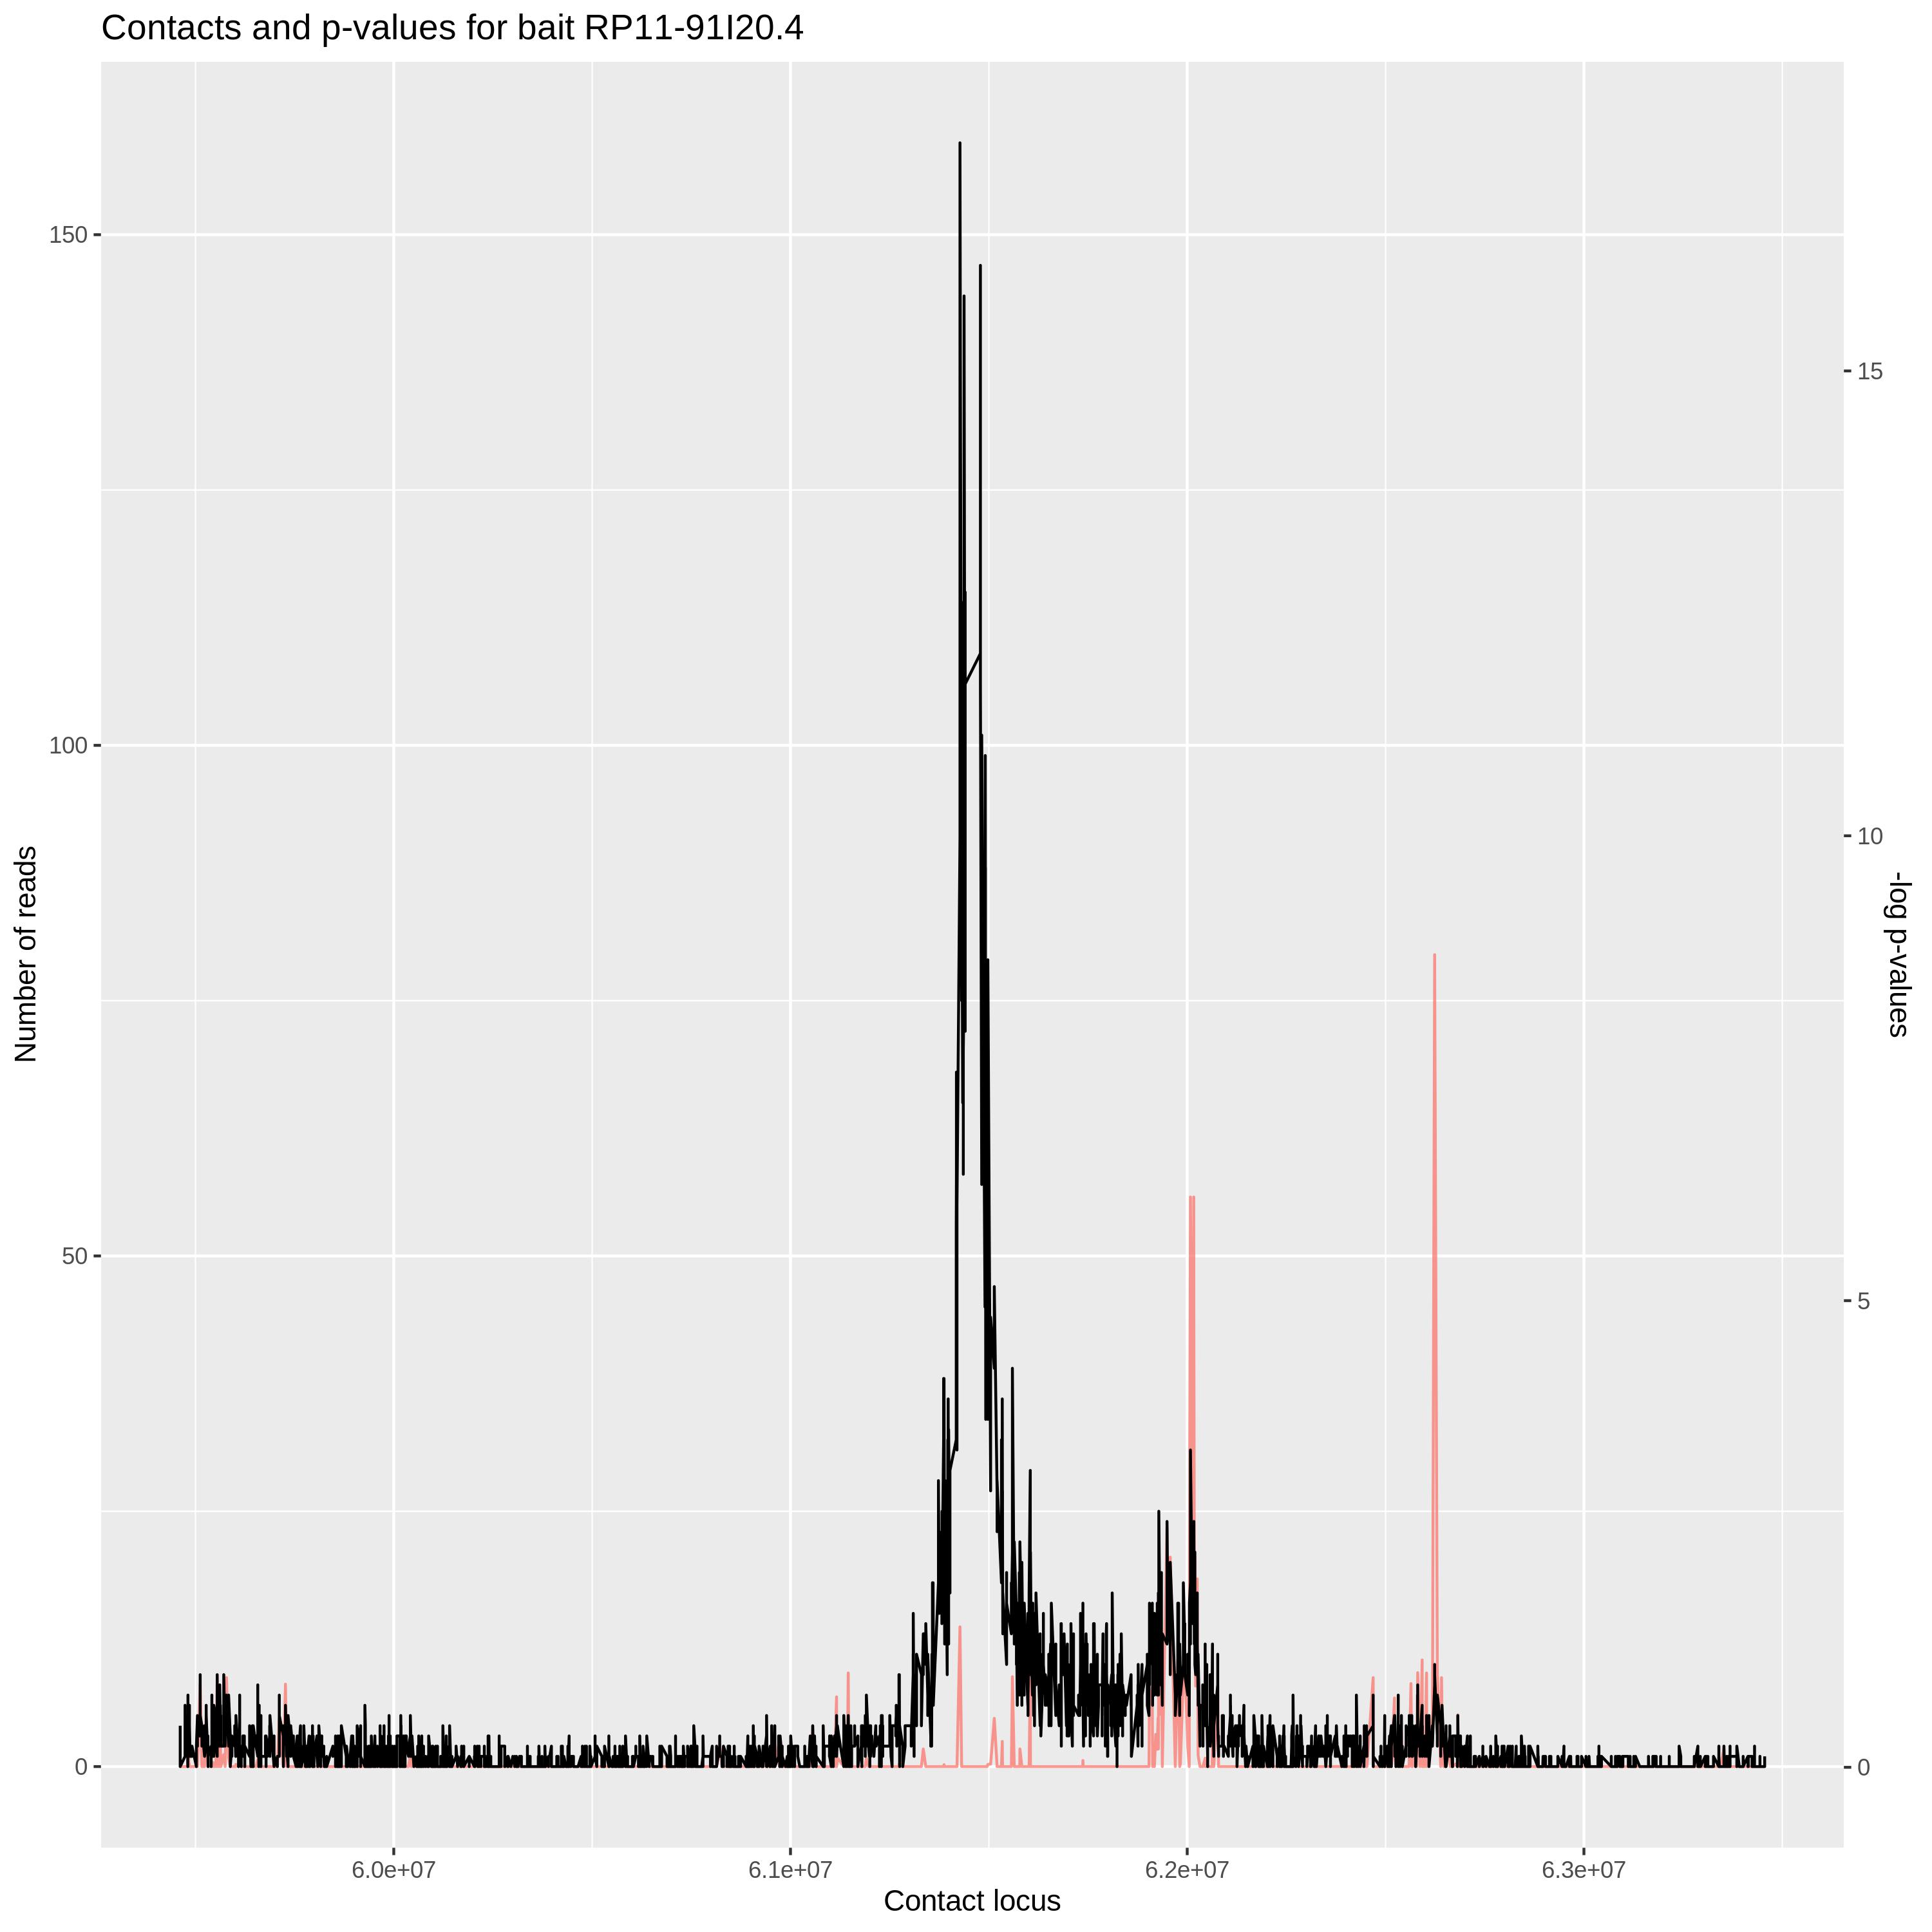 Contacts and p-values for bait RP11-91I20.4
150
100
50
0
15
10
5
0
Number of reads
-log p-values
6.0e+07
6.1e+07
6.2e+07
6.3e+07
Contact locus